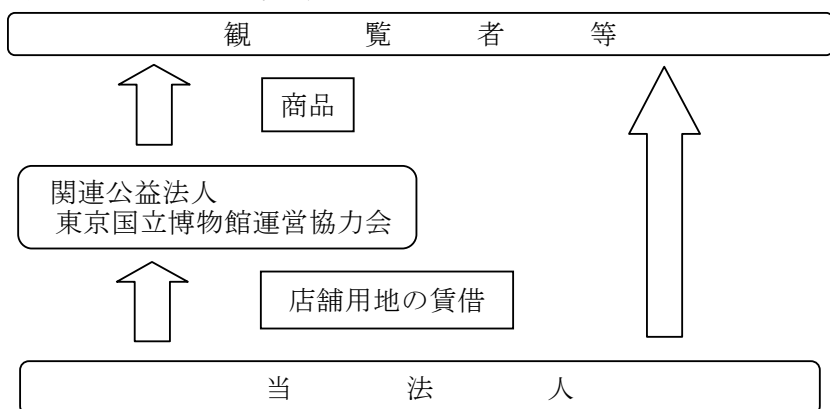 観覧者等
商品
関連公益法人
東京国立博物館運営協力会
店舗用地の賃借
当法人